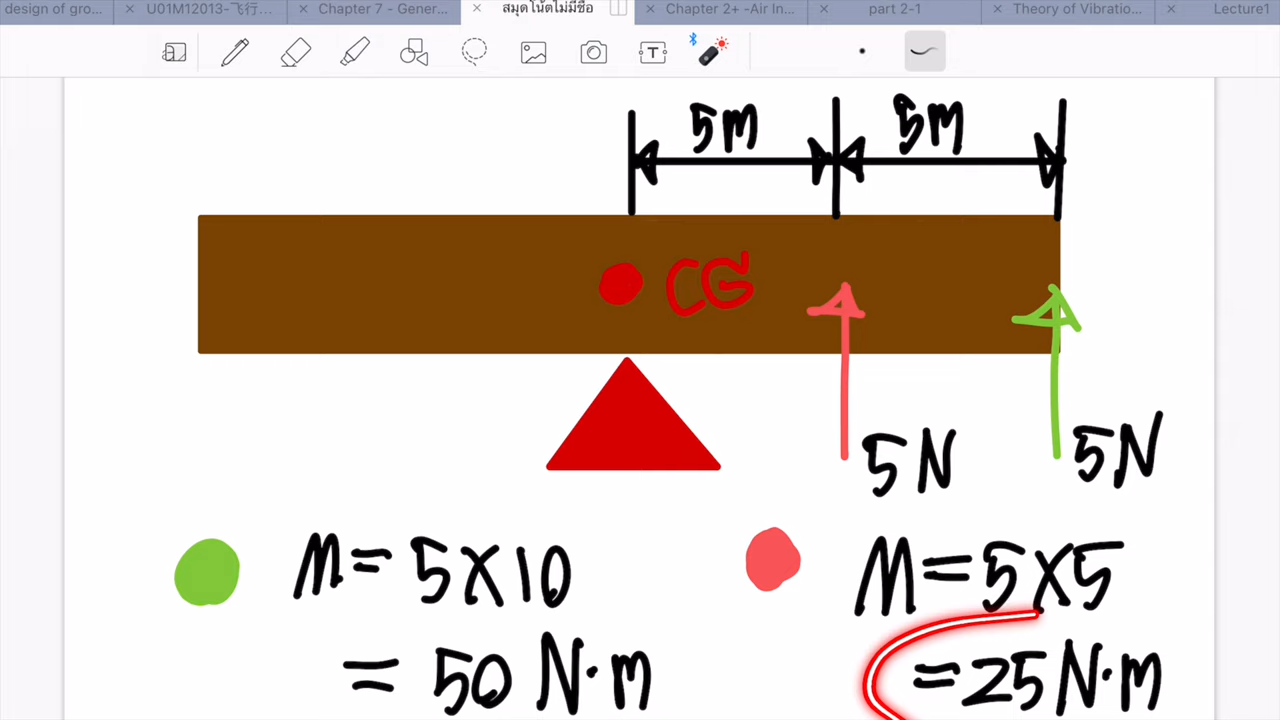 design of gro...
U01M12013-飞行...
Chapter 7 - Gener...
สมุดโน้ตไม่มีชื่อ
Chapter 2+ -Air In...
part 2-1
Theory of Vibratio...
Lecture1
T
5m 5m
CG
5N 5N
M=5x10 M=5x5
=50 N·m =25 N·m